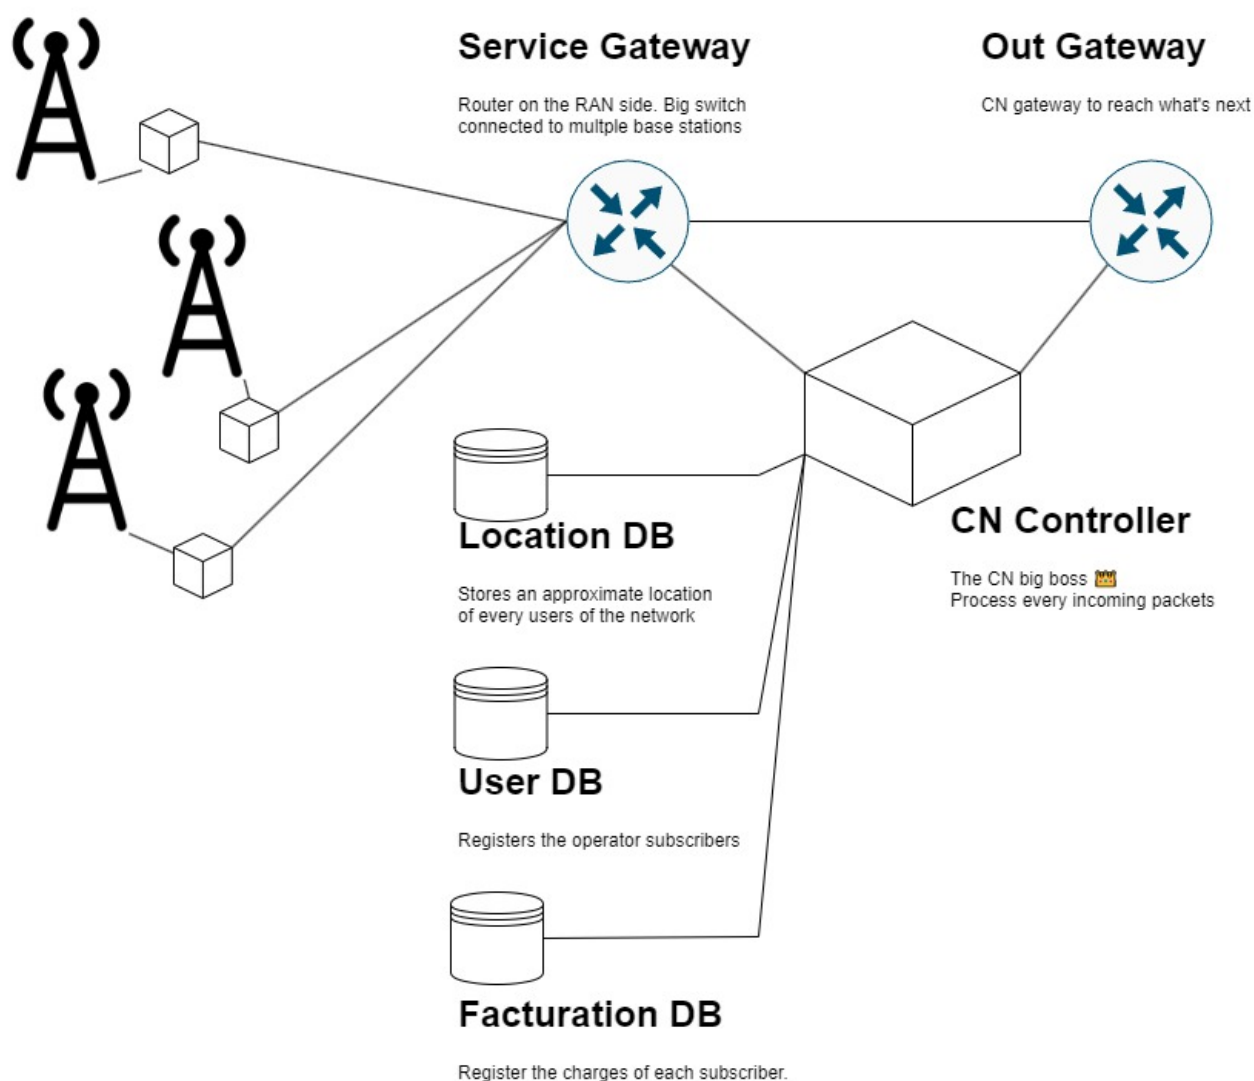 Service Gateway
Router on the RAN side. Big switch
connected to multple base stations
Out Gateway
CN gateway to reach what's next
Location DB
Stores an approximate location
of every users of the network
CN Controller
The CN big boss 👑
Process every incoming packets
User DB
Registers the operator subscribers
Facturation DB
Register the charges of each subscriber.